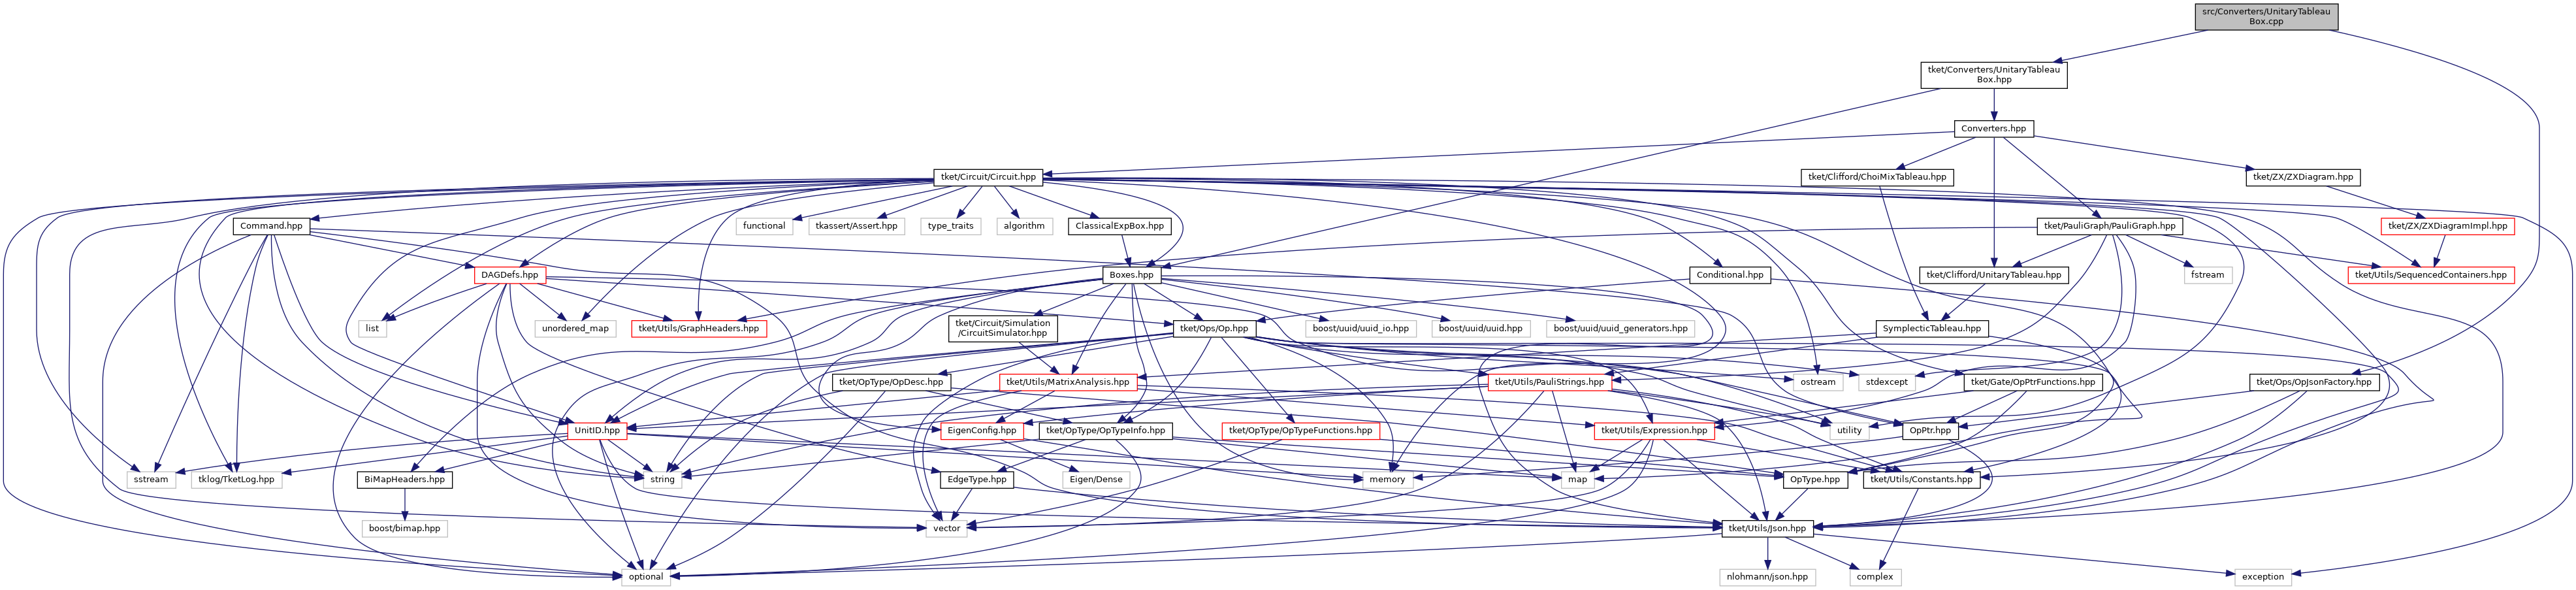 src/Converters/UnitaryTableau
Box.cpp
tket/Converters/UnitaryTableau
Box.hpp
Converters.hpp
tket/Circuit/Circuit.hpp
tket/Clifford/ChoiMixTableau.hpp
tket/ZX/ZXDiagram.hpp
Command.hpp
functional
tkassert/Assert.hpp
type_traits
algorithm
ClassicalExpBox.hpp
tket/PauliGraph/PauliGraph.hpp
tket/ZX/ZXDiagramImpl.hpp
DAGDefs.hpp
Boxes.hpp
Conditional.hpp
tket/Clifford/UnitaryTableau.hpp
fstream
tket/Utils/SequencedContainers.hpp
list
unordered_map
tket/Utils/GraphHeaders.hpp
tket/Circuit/Simulation
/CircuitSimulator.hpp
tket/Ops/Op.hpp
boost/uuid/uuid_io.hpp
boost/uuid/uuid.hpp
boost/uuid/uuid_generators.hpp
SymplecticTableau.hpp
tket/OpType/OpDesc.hpp
tket/Utils/MatrixAnalysis.hpp
tket/Utils/PauliStrings.hpp
ostream
stdexcept
tket/Gate/OpPtrFunctions.hpp
tket/Ops/OpJsonFactory.hpp
UnitID.hpp
EigenConfig.hpp
tket/OpType/OpTypeInfo.hpp
tket/OpType/OpTypeFunctions.hpp
tket/Utils/Expression.hpp
utility
OpPtr.hpp
sstream
tklog/TketLog.hpp
BiMapHeaders.hpp
string
EdgeType.hpp
Eigen/Dense
memory
map
OpType.hpp
tket/Utils/Constants.hpp
boost/bimap.hpp
vector
tket/Utils/Json.hpp
optional
nlohmann/json.hpp
complex
exception